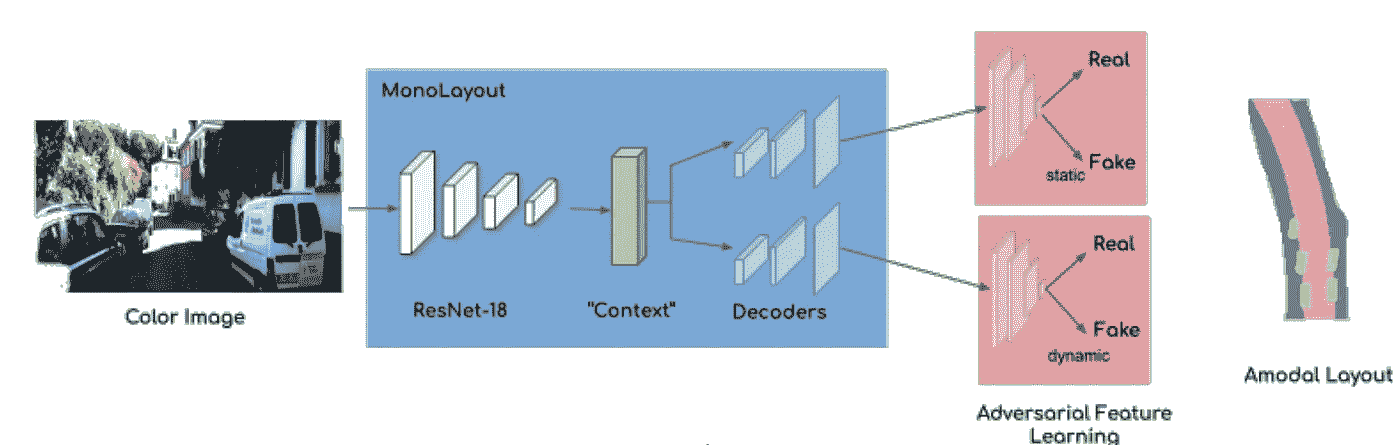 MonoLayout
Real
Fake
static
Real
Fake
dynamic
Color Image
ResNet-18
"Context"
Decoders
Amodal Layout
Adversarial Feature
Learning